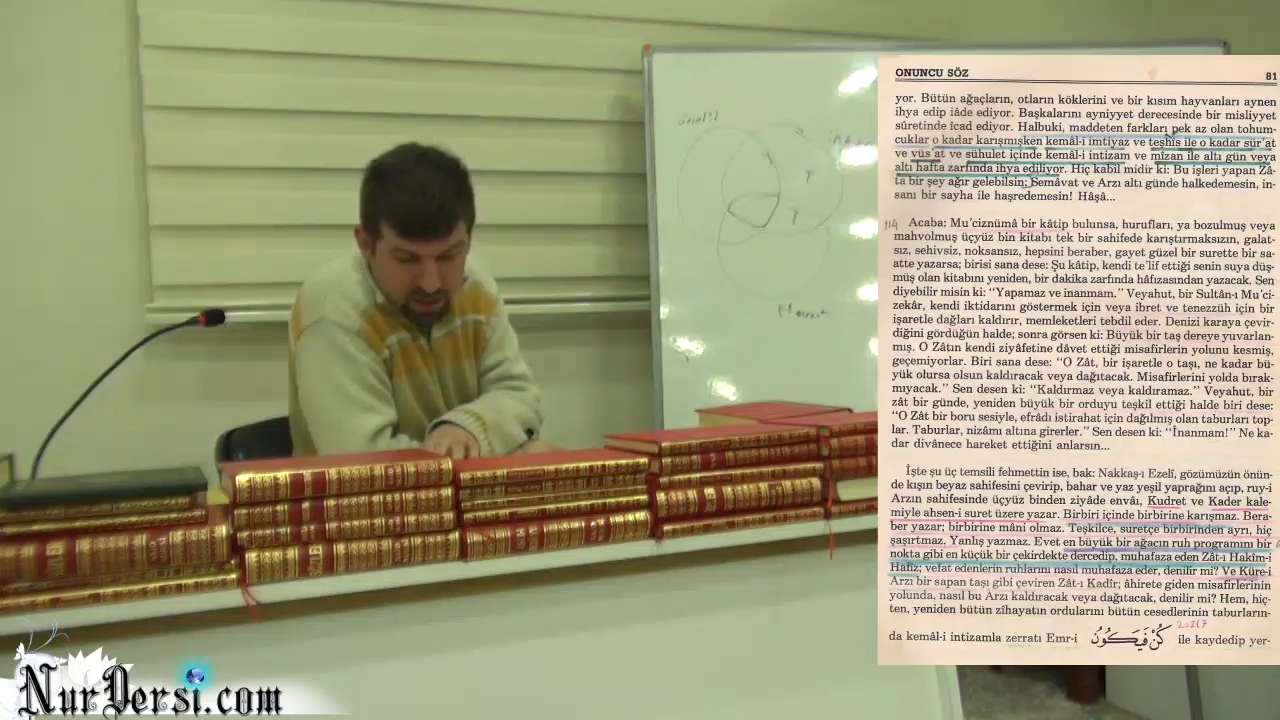 ONUNCU SÖZ 81
yor. Bütün ağaçların, otların köklerini ve bir kısım hayvanları aynen
ihya edip iâde ediyor. Başkalarını ayniyyet derecesinde bir misliyyet
sûretinde îcad ediyor. Halbuki, maddeten farkları pek az olan tohum-
cuklar o kadar karışmışken kemâl-i imtiyaz ve teşhis ile o kadar sür'at
ve vüs'at ve sühulet içinde kemâl-i intizam ve mizan ile altı gün veya
altı hafta zarfında ihya ediliyor. Hiç kabil midir ki: Bu işleri yapan Zâ-
ta bir şey ağır gelebilsin; Semâvat ve Arzı altı günde halkedemesin, in-
sanı bir sayha ile haşredemesin! Hâşâ...
114 Acaba: Mu'ciznümâ bir kâtip bulunsa, hurufları, ya bozulmuş veya
mahvolmuş üçyüz bin kitabı tek bir sahifede karıştırmaksızın, galat-
sız, sehivsiz, noksansız, hepsini beraber, gayet güzel bir surette bir sa-
atte yazarsa; birisi sana dese: Şu kâtip, kendi te'lif ettiği senin suya düş-
müş olan kitabını yeniden, bir dakika zarfında hâfızasından yazacak. Sen
diyebilir misin ki: "Yapamaz ve inanmam." Veyahut, bir Sultân-ı Mu'ci-
zekâr, kendi iktidarını göstermek için veya ibret ve tenezzüh için bir
işaretle dağları kaldırır, memleketleri tebdil eder. Denizi karaya çevir-
diğini gördüğün halde; sonra görsen ki: Büyük bir taş dereye yuvarlan-
mış. O Zâtın kendi ziyâfetine dâvet ettiği misafirlerin yolunu kesmiş,
geçemiyorlar. Biri sana dese: "O Zât, bir işaretle o taşı, ne kadar bü-
yük olursa olsun kaldıracak veya dağıtacak. Misafirlerini yolda bırak-
mıyacak." Sen desen ki: "Kaldırmaz veya kaldıramaz." Veyahut, bir
zât bir günde, yeniden büyük bir orduyu teşkil ettiği halde biri dese:
"O Zât bir boru sesiyle, efrâdı istirahat için dağılmış olan taburları top-
lar. Taburlar, nizâmı altına girerler." Sen desen ki: "İnanmam!" Ne ka-
dar divânece hareket ettiğini anlarsın...
İşte şu üç temsili fehmettin ise, bak: Nakkaş-ı Ezelî, gözümüzün önün-
de kışın beyaz sahifesini çevirip, bahar ve yaz yeşil yaprağını açıp, ruy-i
Arzın sahifesinde üçyüz binden ziyâde envâı, Kudret ve Kader kale-
miyle ahsen-i suret üzere yazar. Birbiri içinde birbirine karışmaz. Bera-
ber yazar; birbirine mâni olmaz. Teşkilce, suretçe birbirinden ayrı, hiç
şaşırtmaz. Yanlış yazmaz. Evet en büyük bir ağacın ruh programını bir
nokta gibi en küçük bir çekirdekte dercedip, muhafaza eden Zât-ı Hakîm-i
Hafîz; vefat edenlerin ruhlarını nasıl muhafaza eder, denilir mi? Ve Küre-i
Arzı bir sapan taşı gibi çeviren Zât-ı Kadîr; âhirete giden misafirlerinin
yolunda, nasıl bu Arzı kaldıracak veya dağıtacak, denilir mi? Hem, hiç-
ten, yeniden bütün zîhayatın ordularını bütün cesedlerinin taburların-
da kemâl-i intizamla zerratı Emr-i كُنْ فَيَكُونُ ile kaydedip yer-
NurDersi.com